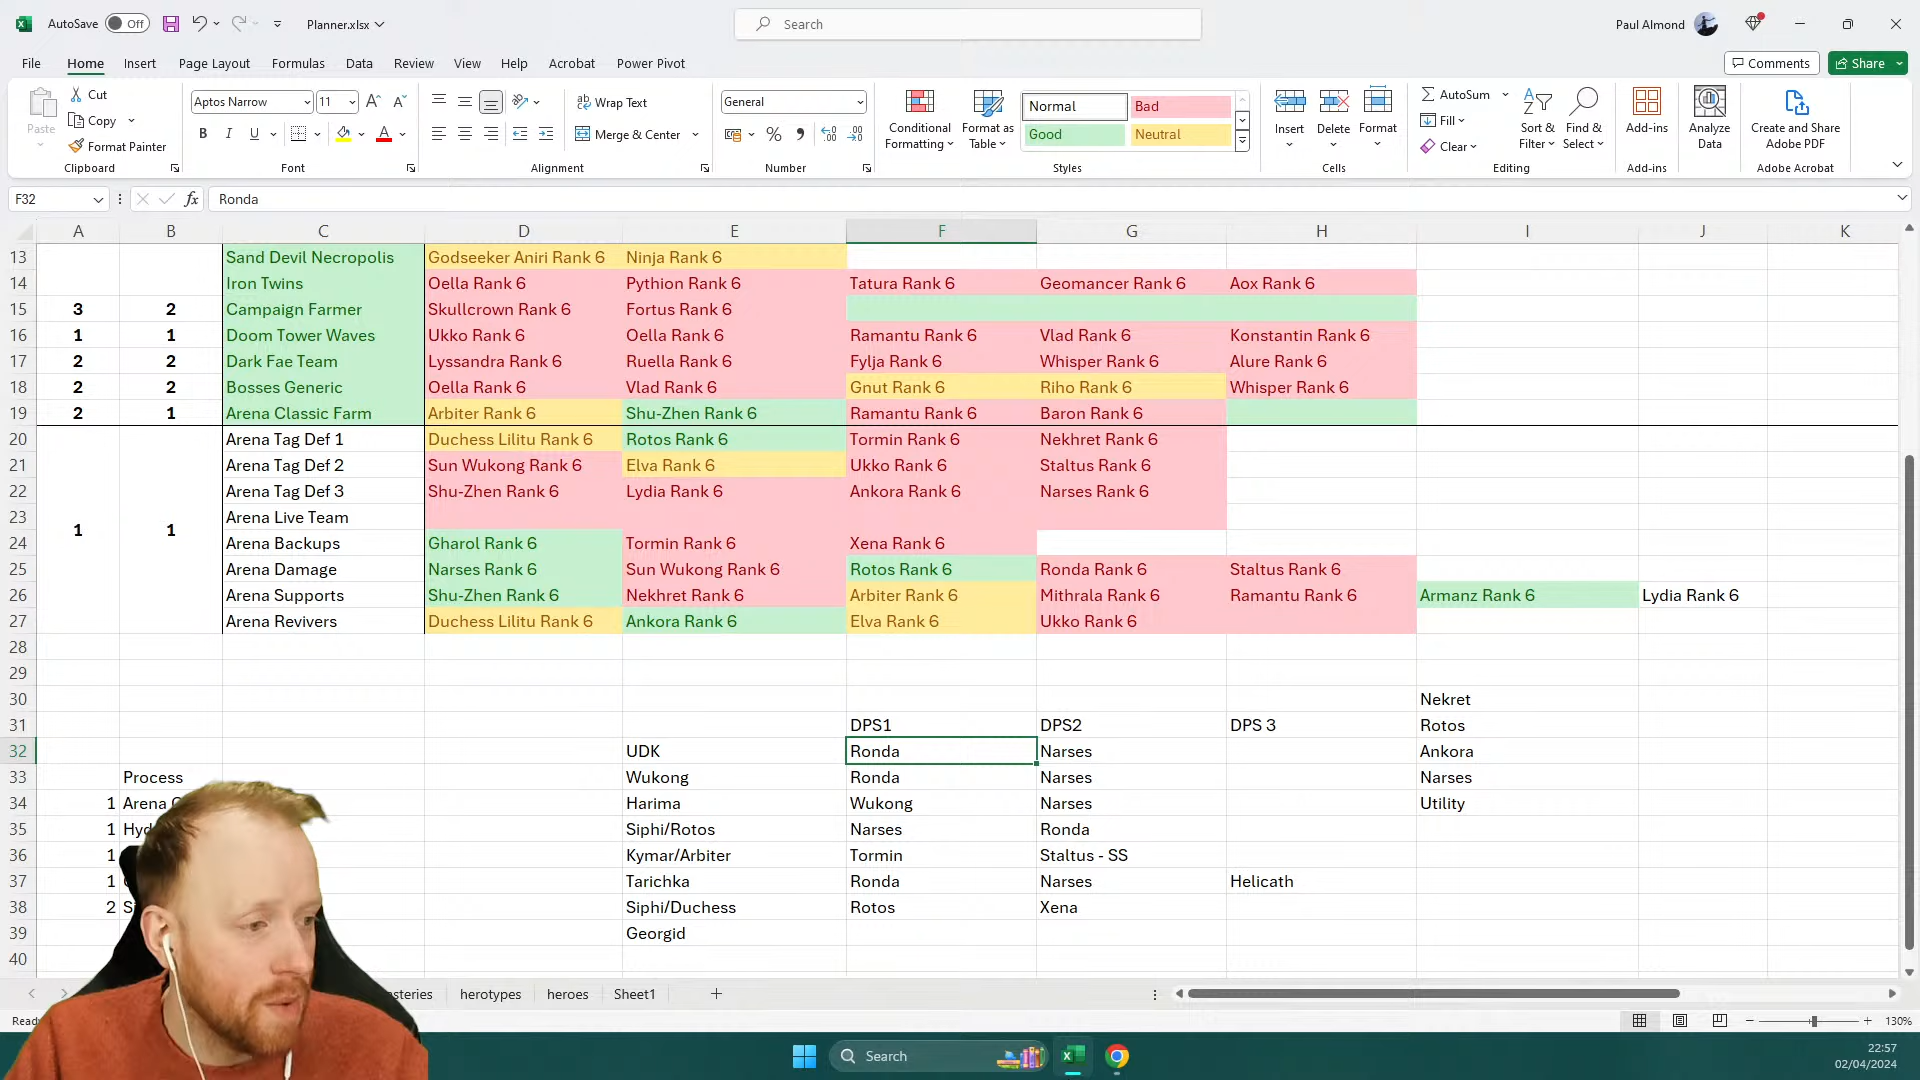 AutoSave Off Planner.xlsx Search Paul Almond
File Home Insert Page Layout Formulas Data Review View Help Acrobat Power Pivot Comments Share
Paste Cut Copy Format Painter Clipboard
Aptos Narrow 11 B I U Font
Wrap Text Merge & Center Alignment
General % Number
Conditional Formatting Format as Table Normal Bad Good Neutral Styles
Insert Delete Format Cells
AutoSum Fill Clear Sort & Filter Find & Select Editing
Add-ins Add-ins
Analyze Data
Create and Share Adobe PDF Adobe Acrobat
F32 fx Ronda
A B C D E F G H I J K
13 Sand Devil Necropolis Godseeker Aniri Rank 6 Ninja Rank 6
14 Iron Twins Oella Rank 6 Pythion Rank 6 Tatura Rank 6 Geomancer Rank 6 Aox Rank 6
15 3 2 Campaign Farmer Skullcrown Rank 6 Fortus Rank 6
16 1 1 Doom Tower Waves Ukko Rank 6 Oella Rank 6 Ramantu Rank 6 Vlad Rank 6 Konstantin Rank 6
17 2 2 Dark Fae Team Lyssandra Rank 6 Ruella Rank 6 Fylja Rank 6 Whisper Rank 6 Alure Rank 6
18 2 2 Bosses Generic Oella Rank 6 Vlad Rank 6 Gnut Rank 6 Riho Rank 6 Whisper Rank 6
19 2 1 Arena Classic Farm Arbiter Rank 6 Shu-Zhen Rank 6 Ramantu Rank 6 Baron Rank 6
20 Arena Tag Def 1 Duchess Lilitu Rank 6 Rotos Rank 6 Tormin Rank 6 Nekhret Rank 6
21 Arena Tag Def 2 Sun Wukong Rank 6 Elva Rank 6 Ukko Rank 6 Staltus Rank 6
22 Arena Tag Def 3 Shu-Zhen Rank 6 Lydia Rank 6 Ankora Rank 6 Narses Rank 6
23 1 1 Arena Live Team
24 Arena Backups Gharol Rank 6 Tormin Rank 6 Xena Rank 6
25 Arena Damage Narses Rank 6 Sun Wukong Rank 6 Rotos Rank 6 Ronda Rank 6 Staltus Rank 6
26 Arena Supports Shu-Zhen Rank 6 Nekhret Rank 6 Arbiter Rank 6 Mithrala Rank 6 Ramantu Rank 6 Armanz Rank 6 Lydia Rank 6
27 Arena Revivers Duchess Lilitu Rank 6 Ankora Rank 6 Elva Rank 6 Ukko Rank 6
28
29
30 Nekret
31 DPS1 DPS2 DPS 3 Rotos
32 UDK Ronda Narses Ankora
33 Process Wukong Ronda Narses Narses
34 1 Arena Harima Wukong Narses Utility
35 1 Siphi/Rotos Narses Ronda
36 1 Kymar/Arbiter Tormin Staltus - SS
37 1 Tarichka Ronda Narses Helicath
38 2 Siphi/Duchess Rotos Xena
39 Georgid
40
herotypes heroes Sheet1
130%
Search 22:57
02/04/2024